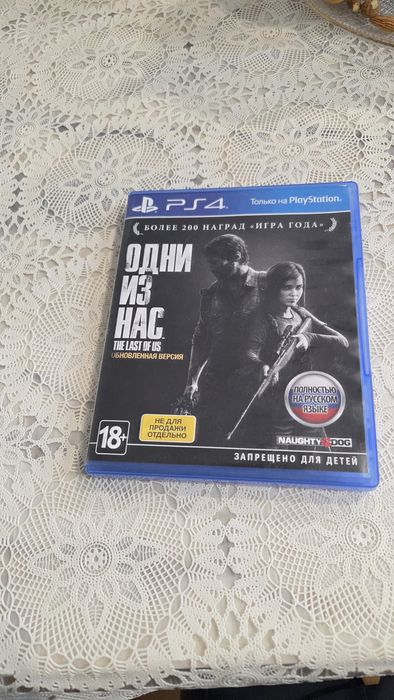 PS4 Только на PlayStation.
БОЛЕЕ 200 НАГРАД «ИГРА ГОДА»
ОДНИ
ИЗ
НАС
THE LAST OF US
ОБНОВЛЕННАЯ ВЕРСИЯ
ПОЛНОСТЬЮ
НА РУССКОМ
ЯЗЫКЕ
НЕ ДЛЯ
ПРОДАЖИ
ОТДЕЛЬНО
18+
NAUGHTY DOG
ЗАПРЕЩЕНО ДЛЯ ДЕТЕЙ